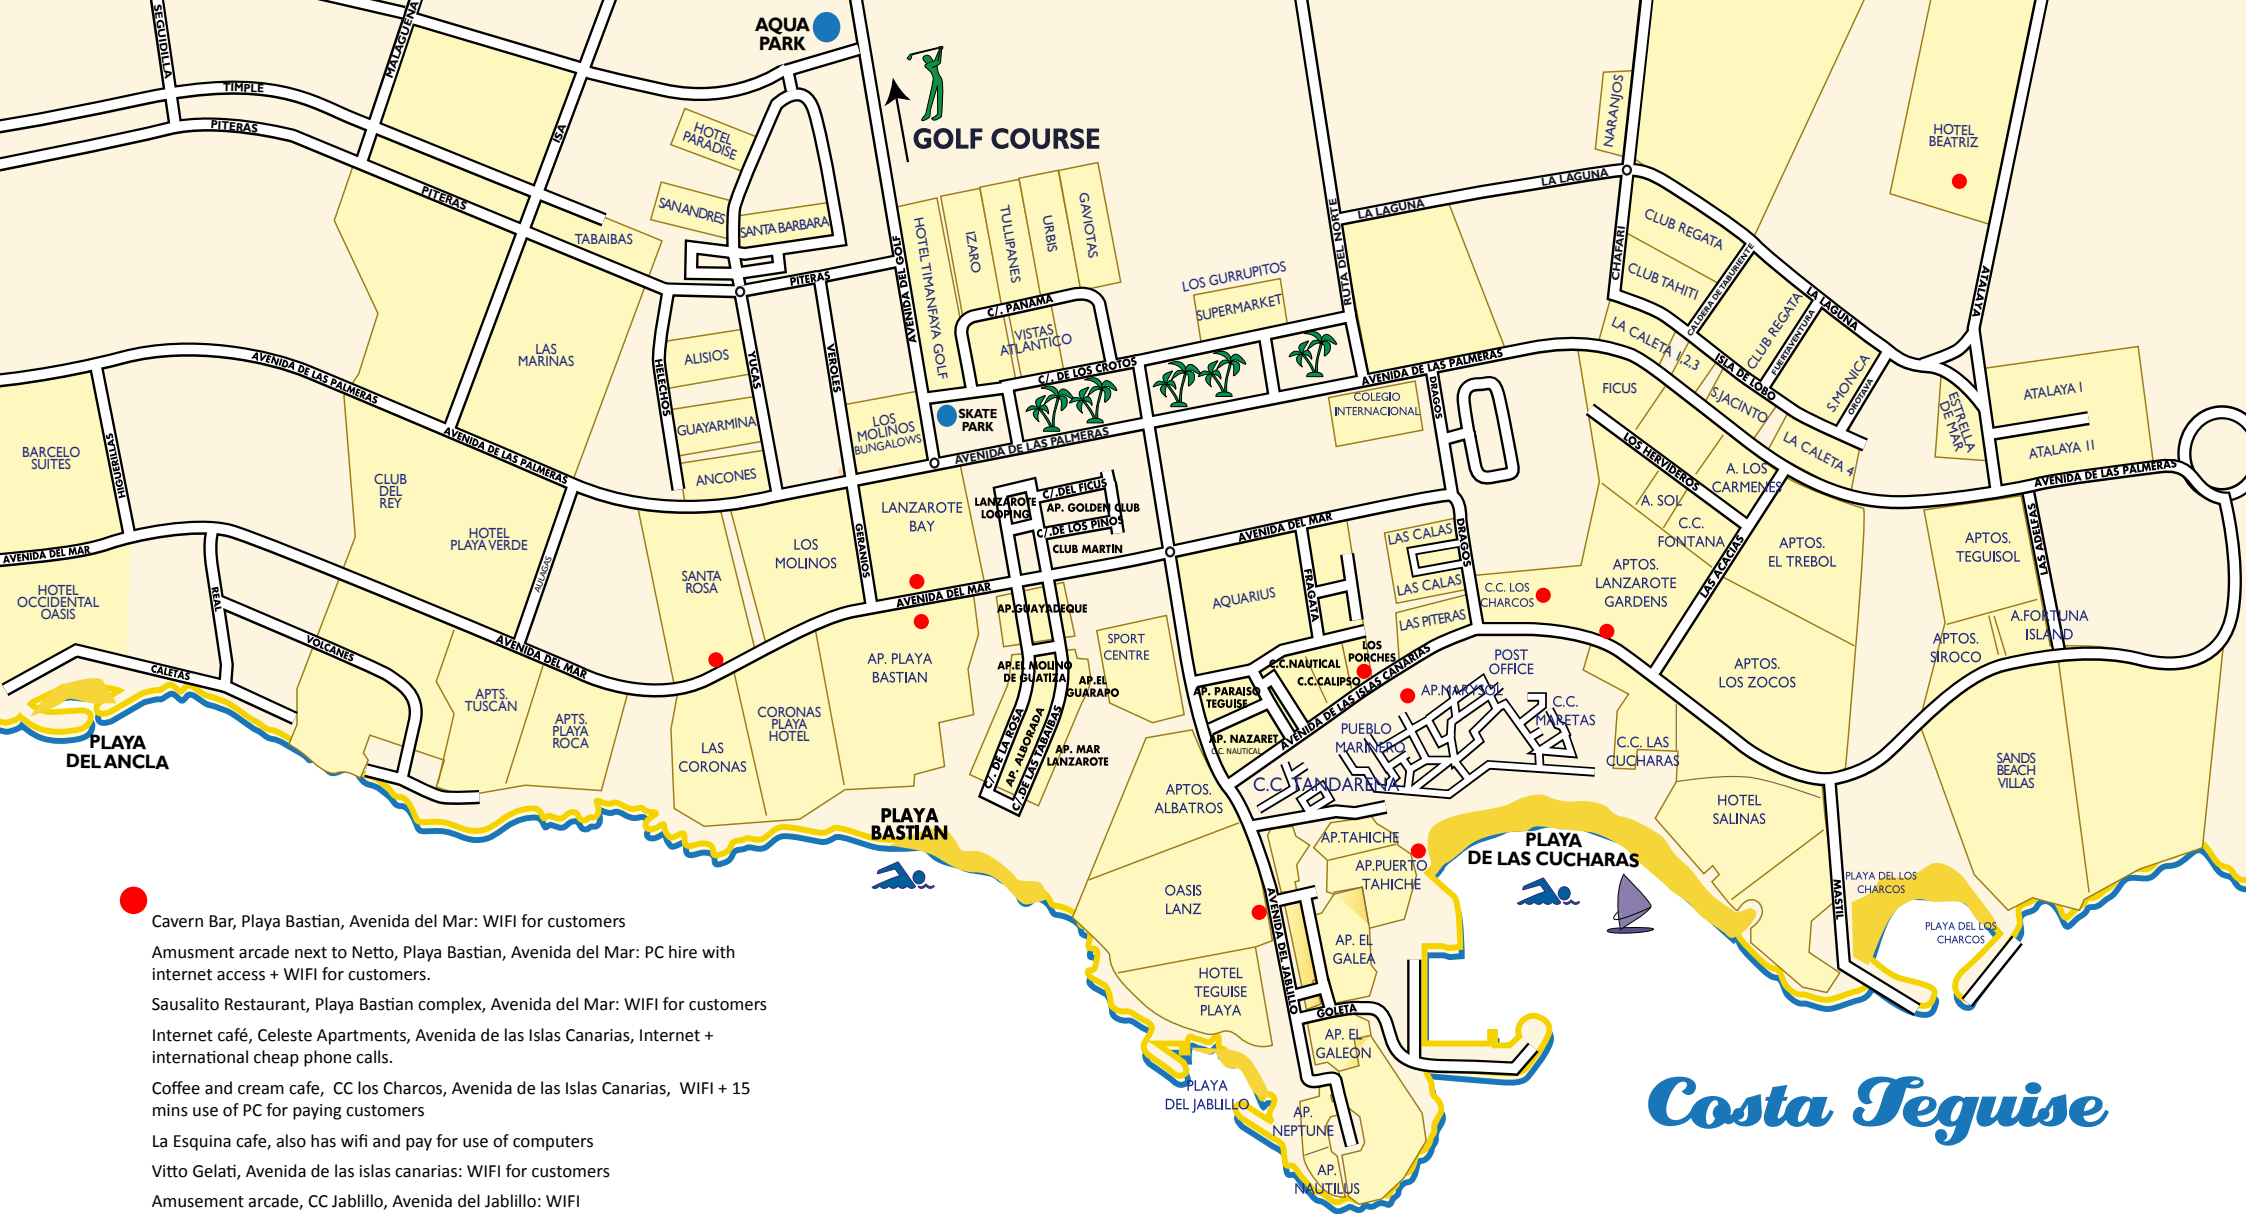 SEGUIDILLA
MALAGUENA
TIMPLE
PITERAS
ISA
AQUA
PARK
GOLF COURSE
HOTEL
PARADISE
SAN ANDRES
SANTA BARBARA
TABAIBAS
PITERAS
PITERAS
AVENIDA DEL GOLF
HOTEL TIMANFAYA GOLF
IZARO
TULLIPANES
URBIS
GAVIOTAS
C/. PANAMA
VISTAS
ATLANTICO
LOS GURRUPITOS
SUPERMARKET
RUTA DEL NORTE
LA LAGUNA
LA LAGUNA
NARANJOS
CHAFARI
CLUB REGATA
CLUB TAHITI
CALDERA DE TABURIENTE
LA CALETA 1,2,3
CLUB REGATA
FUERTAVENTURA
LA LAGUNA
ISLA DE LOBO
S.JACINTO
S.MONICA
OROTAVA
LA CALETA 4
HOTEL
BEATRIZ
ATALAYA
ESTRELLA
DE MAR
ATALAYA I
ATALAYA II
AVENIDA DE LAS PALMERAS
LAS
MARINAS
HELECHOS
ALISIOS
GUAYARMINA
ANCONES
YUCAS
VEROLES
LOS
MOLINOS
BUNGALOWS
SKATE
PARK
C/. DE LOS CROTOS
AVENIDA DE LAS PALMERAS
AVENIDA DE LAS PALMERAS
COLEGIO
INTERNACIONAL
DRAGOS
FICUS
LOS HERVIDEROS
A. LOS
CARMENES
A. SOL
C.C.
FONTANA
AVENIDA DE LAS PALMERAS
AVENIDA DE LAS PALMERAS
BARCELO
SUITES
HIGUERILLAS
CLUB
DEL
REY
HOTEL
PLAYA VERDE
AULAGAS
AVENIDA DEL MAR
HOTEL
OCCIDENTAL
OASIS
REAL
VOLCANES
CALETAS
PLAYA
DEL ANCLA
AVENIDA DEL MAR
APTS.
TUSCAN
APTS.
PLAYA
ROCA
SANTA
ROSA
LOS
MOLINOS
GERANIOS
LANZAROTE
BAY
LANZAROTE
LOOPING
C/.DEL FICUS
AP. GOLDEN CLUB
C/.DE LOS PINOS
CLUB MARTIN
AVENIDA DEL MAR
AVENIDA DEL MAR
AP.GUAYADEQUE
SPORT
CENTRE
AP.EL MOLINO
DE GUATIZA
AP.EL
GUARAPO
C/. DE LA ROSA
AP. ALBORADA
C/.DE LAS TABAIBAS
AP. MAR
LANZAROTE
AP. PLAYA
BASTIAN
CORONAS
PLAYA
HOTEL
LAS
CORONAS
PLAYA
BASTIAN
AQUARIUS
FRAGATA
LAS CALAS
LAS CALAS
LAS PITERAS
DRAGOS
C.C. LOS
CHARCOS
APTOS.
LANZAROTE
GARDENS
LAS ACACIAS
APTOS.
EL TREBOL
APTOS.
LOS ZOCOS
APTOS.
TEGUISOL
LAS ADELFAS
A.FORTUNA
ISLAND
APTOS.
SIROCO
SANDS
BEACH
VILLAS
LOS
PORCHES
C.C.NAUTICAL
C.C.CALIPSO
AP. PARAISO
TEGUISE
AP. NAZARET
C.C. NAUTICAL
AVENIDA DE LAS ISLAS CANARIAS
POST
OFFICE
AP.MARYSOL
PUEBLO
MARINERO
C.C.
MARETAS
C.C. LAS
CUCHARAS
C.C. TANDARENA
HOTEL
SALINAS
APTOS.
ALBATROS
OASIS
LANZ
HOTEL
TEGUISE
PLAYA
AVENIDA DEL JABLILLO
AP.TAHICHE
AP.PUERTO
TAHICHE
AP. EL
GALEA
GOLETA
AP. EL
GALEON
AP.
NEPTUNE
AP.
NAUTILUS
PLAYA
DEL JABLILLO
PLAYA
DE LAS CUCHARAS
MASTIL
PLAYA DEL LOS
CHARCOS
PLAYA DEL LOS
CHARCOS
Costa Teguise
Cavern Bar, Playa Bastian, Avenida del Mar: WIFI for customers
Amusment arcade next to Netto, Playa Bastian, Avenida del Mar: PC hire with
internet access + WIFI for customers.
Sausalito Restaurant, Playa Bastian complex, Avenida del Mar: WIFI for customers
Internet café, Celeste Apartments, Avenida de las Islas Canarias, Internet +
international cheap phone calls.
Coffee and cream cafe, CC los Charcos, Avenida de las Islas Canarias, WIFI + 15
mins use of PC for paying customers
La Esquina cafe, also has wifi and pay for use of computers
Vitto Gelati, Avenida de las islas canarias: WIFI for customers
Amusement arcade, CC Jablillo, Avenida del Jablillo: WIFI